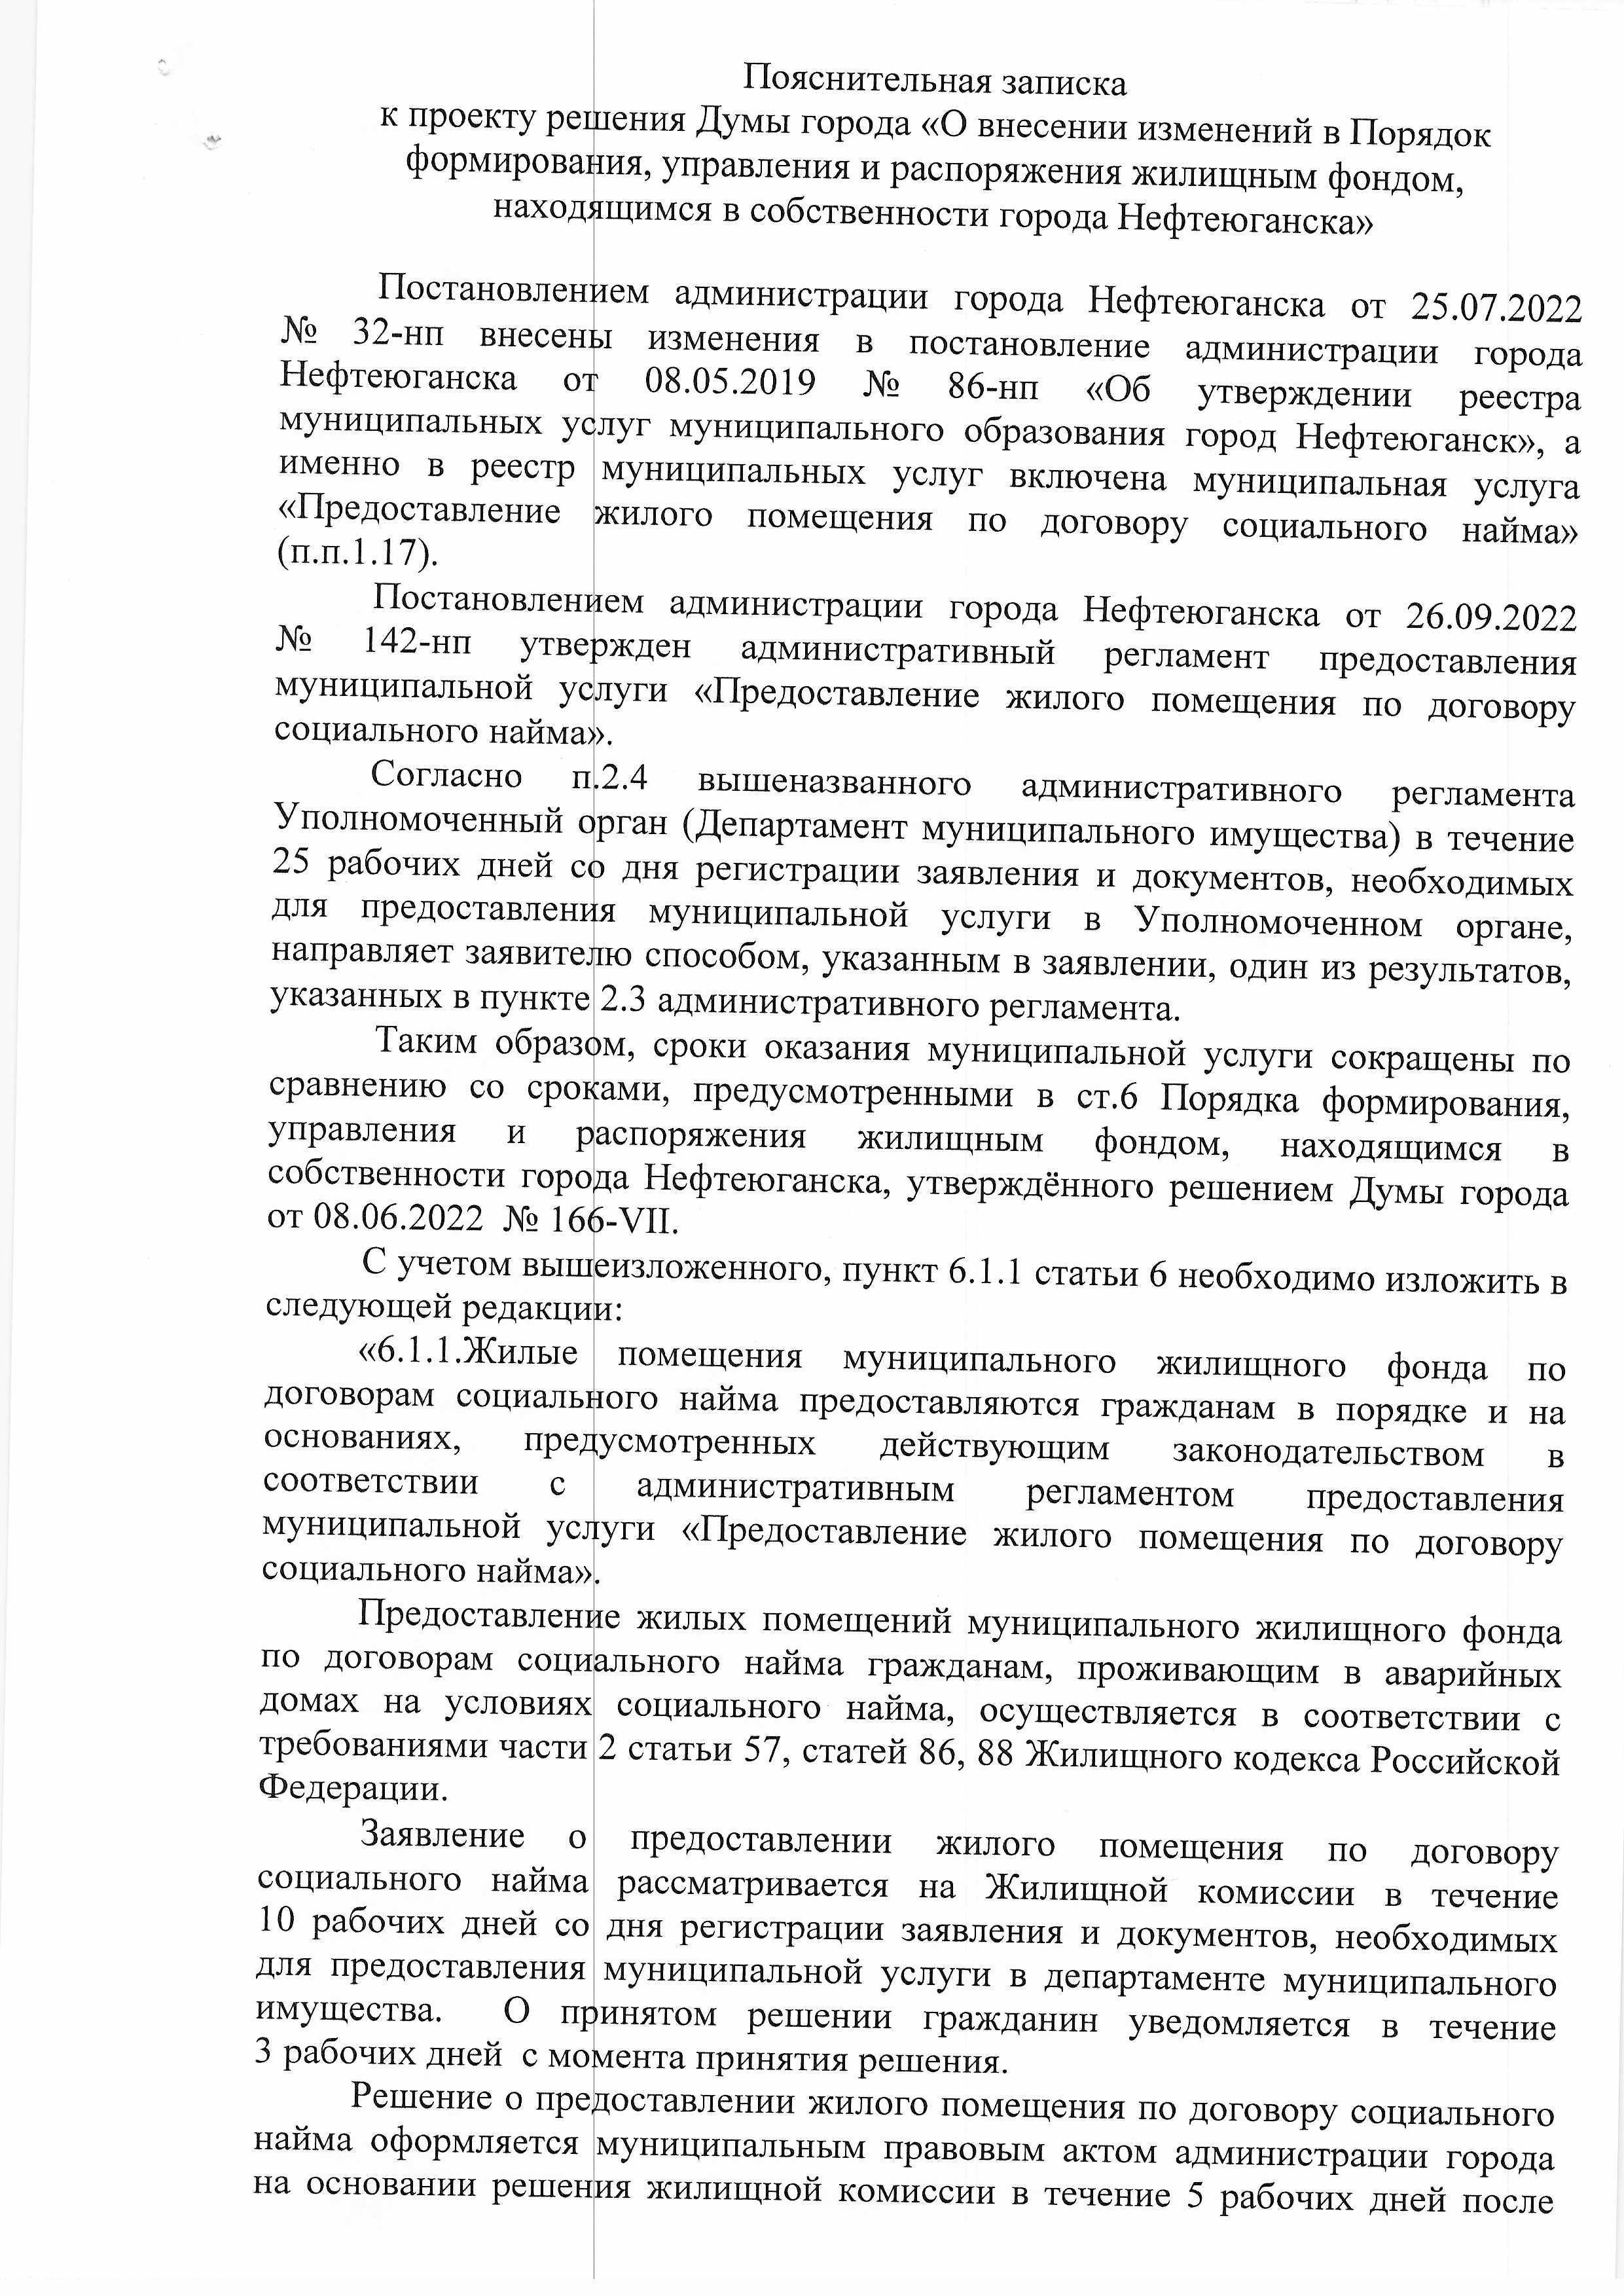 Пояснительная записка
к проекту решения Думы города «О внесении изменений в Порядок
формирования, управления и распоряжения жилищным фондом,
находящимся в собственности города Нефтеюганска»
Постановлением администрации города Нефтеюганска от 25.07.2022
№ 32-нп внесены изменения в постановление администрации города
Нефтеюганска от 08.05.2019 № 86-нп «Об утверждении реестра
муниципальных услуг муниципального образования город Нефтеюганск», а
именно в реестр муниципальных услуг включена муниципальная услуга
«Предоставление жилого помещения по договору социального найма»
(п.п.1.17).
Постановлением администрации города Нефтеюганска от 26.09.2022
№ 142-нп утвержден административный регламент предоставления
муниципальной услуги «Предоставление жилого помещения по договору
социального найма».
Согласно п.2.4 вышеназванного административного регламента
Уполномоченный орган (Департамент муниципального имущества) в течение
25 рабочих дней со дня регистрации заявления и документов, необходимых
для предоставления муниципальной услуги в Уполномоченном органе,
направляет заявителю способом, указанным в заявлении, один из результатов,
указанных в пункте 2.3 административного регламента.
Таким образом, сроки оказания муниципальной услуги сокращены по
сравнению со сроками, предусмотренными в ст.6 Порядка формирования,
управления и распоряжения жилищным фондом, находящимся в
собственности города Нефтеюганска, утверждённого решением Думы города
от 08.06.2022 № 166-VII.
С учетом вышеизложенного, пункт 6.1.1 статьи 6 необходимо изложить в
следующей редакции:
«6.1.1.Жилые помещения муниципального жилищного фонда по
договорам социального найма предоставляются гражданам в порядке и на
основаниях, предусмотренных действующим законодательством в
соответствии с административным регламентом предоставления
муниципальной услуги «Предоставление жилого помещения по договору
социального найма».
Предоставление жилых помещений муниципального жилищного фонда
по договорам социального найма гражданам, проживающим в аварийных
домах на условиях социального найма, осуществляется в соответствии с
требованиями части 2 статьи 57, статей 86, 88 Жилищного кодекса Российской
Федерации.
Заявление о предоставлении жилого помещения по договору
социального найма рассматривается на Жилищной комиссии в течение
10 рабочих дней со дня регистрации заявления и документов, необходимых
для предоставления муниципальной услуги в департаменте муниципального
имущества. О принятом решении гражданин уведомляется в течение
3 рабочих дней с момента принятия решения.
Решение о предоставлении жилого помещения по договору социального
найма оформляется муниципальным правовым актом администрации города
на основании решения жилищной комиссии в течение 5 рабочих дней после